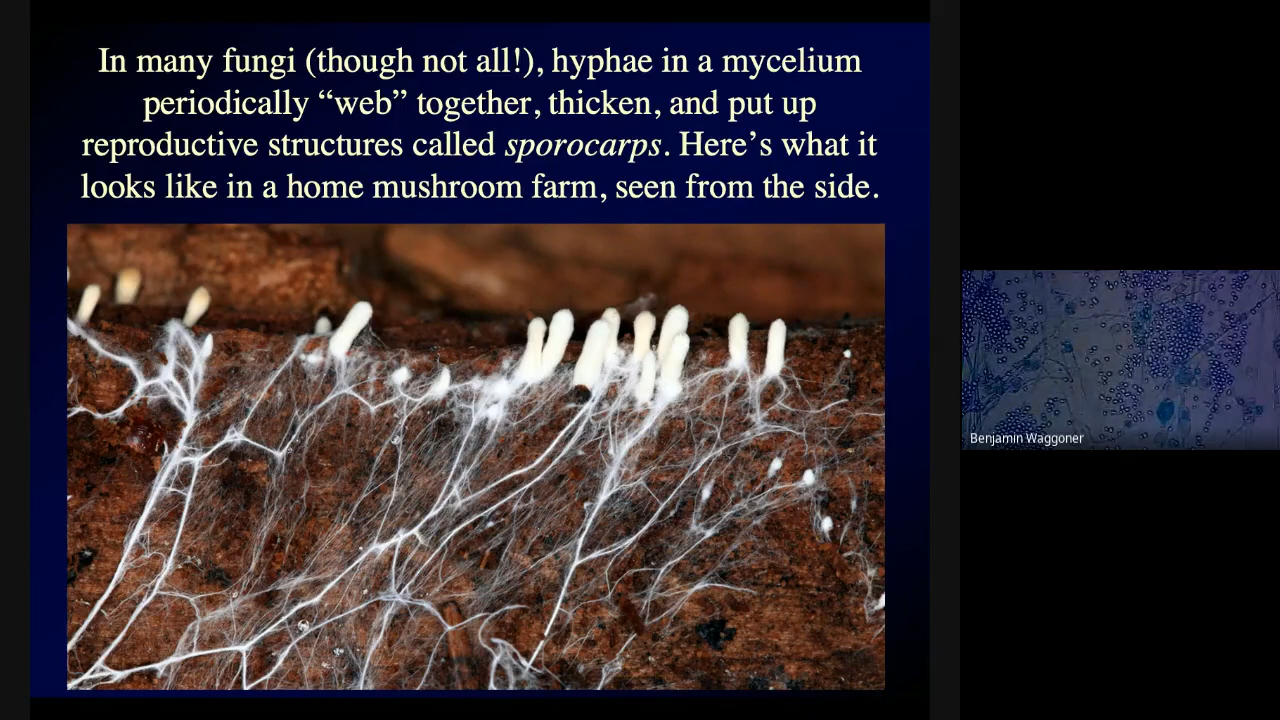 In many fungi (though not all!), hyphae in a mycelium
periodically “web” together, thicken, and put up
reproductive structures called sporocarps. Here’s what it
looks like in a home mushroom farm, seen from the side.
Benjamin Waggoner